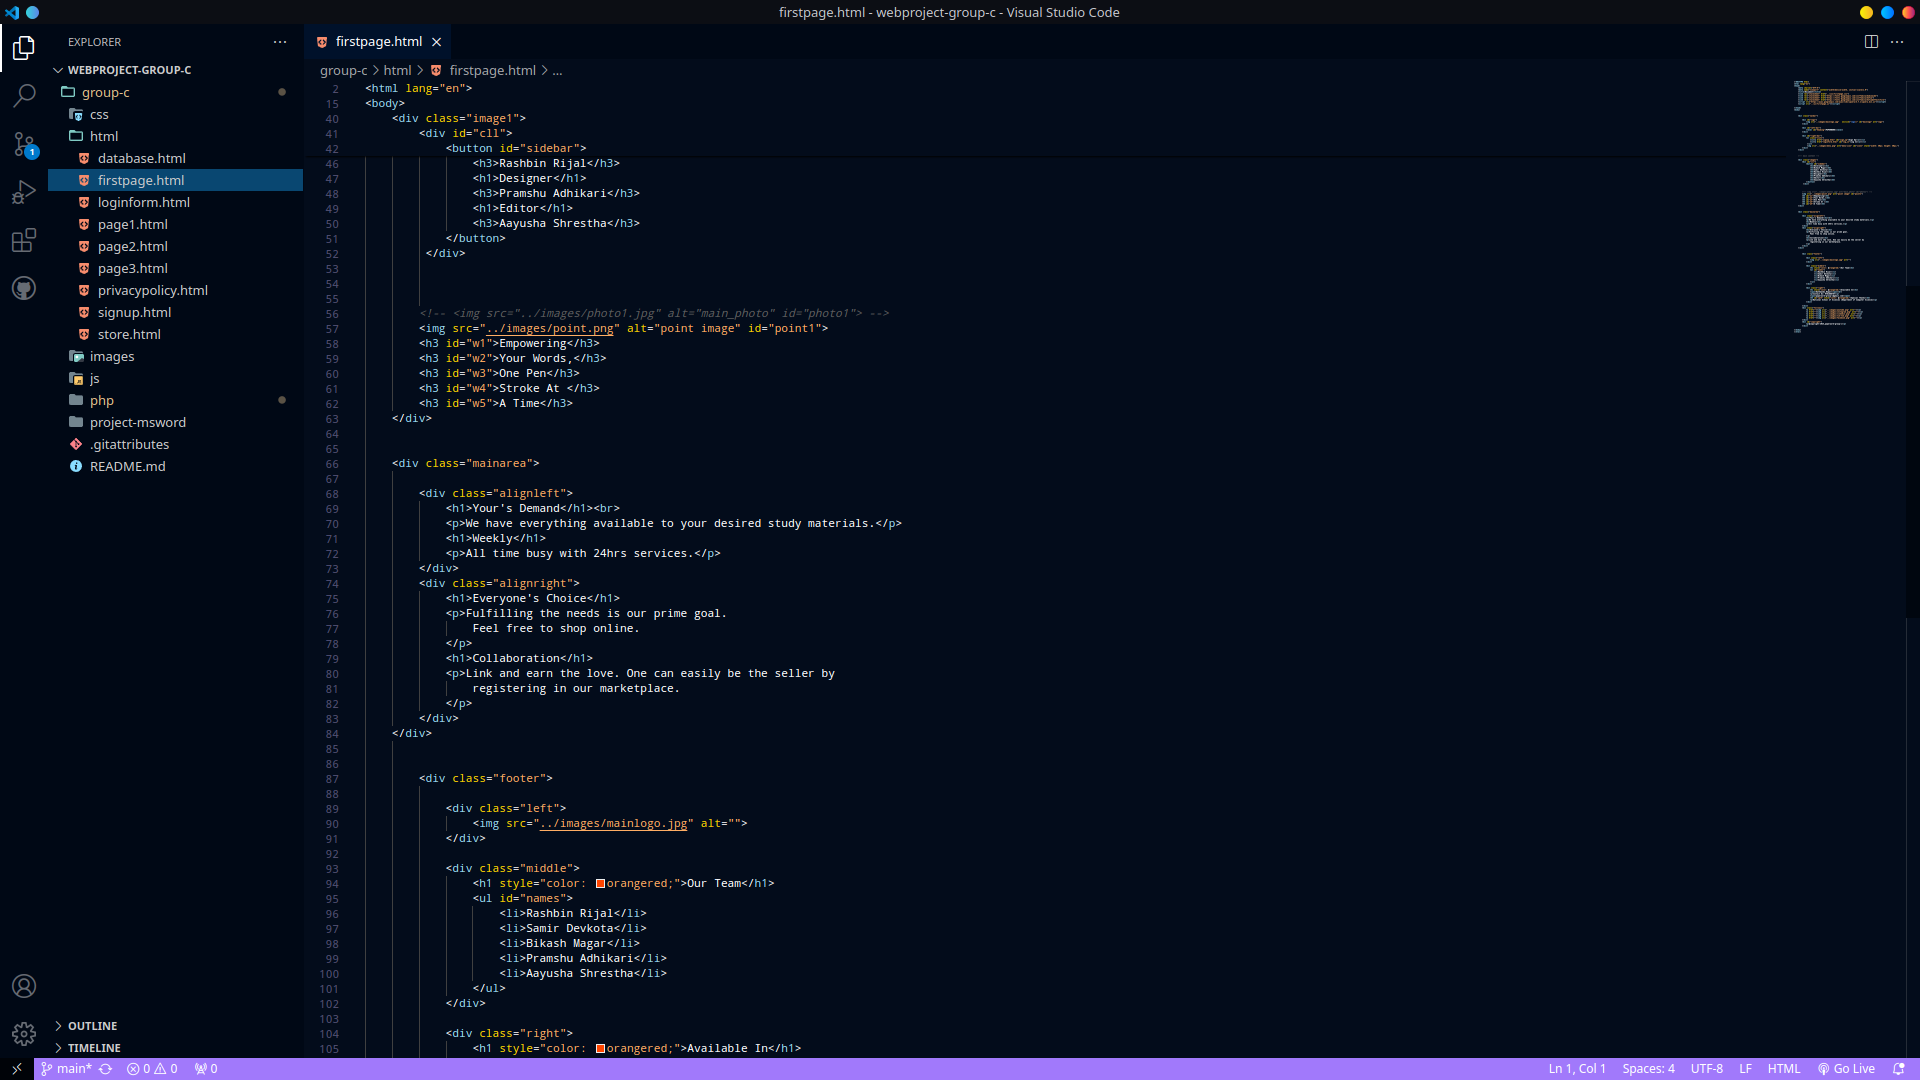 firstpage.html - webproject-group-c - Visual Studio Code
EXPLORER
WEBPROJECT-GROUP-C
group-c
css
html
database.html
firstpage.html
loginform.html
page1.html
page2.html
page3.html
privacypolicy.html
signup.html
store.html
images
js
php
project-msword
.gitattributes
README.md
OUTLINE
TIMELINE
1
firstpage.html
group-c > html > firstpage.html > ...
2 <html lang="en">
15 <body>
40 <div class="image1">
41 <div id="cll">
42 <button id="sidebar">
46 <h3>Rashbin Rijal</h3>
47 <h1>Designer</h1>
48 <h3>Pramshu Adhikari</h3>
49 <h1>Editor</h1>
50 <h3>Aayusha Shrestha</h3>
51 </button>
52 </div>
53
54
55
56 <!-- <img src="../images/photo1.jpg" alt="main_photo" id="photo1"> -->
57 <img src="../images/point.png" alt="point image" id="point1">
58 <h3 id="w1">Empowering</h3>
59 <h3 id="w2">Your Words,</h3>
60 <h3 id="w3">One Pen</h3>
61 <h3 id="w4">Stroke At </h3>
62 <h3 id="w5">A Time</h3>
63 </div>
64
65
66 <div class="mainarea">
67
68 <div class="alignleft">
69 <h1>Your's Demand</h1><br>
70 <p>We have everything available to your desired study materials.</p>
71 <h1>Weekly</h1>
72 <p>All time busy with 24hrs services.</p>
73 </div>
74 <div class="alignright">
75 <h1>Everyone's Choice</h1>
76 <p>Fulfilling the needs is our prime goal.
77 Feel free to shop online.
78 </p>
79 <h1>Collaboration</h1>
80 <p>Link and earn the love. One can easily be the seller by
81 registering in our marketplace.
82 </p>
83 </div>
84 </div>
85
86
87 <div class="footer">
88
89 <div class="left">
90 <img src="../images/mainlogo.jpg" alt="">
91 </div>
92
93 <div class="middle">
94 <h1 style="color: orangered;">Our Team</h1>
95 <ul id="names">
96 <li>Rashbin Rijal</li>
97 <li>Samir Devkota</li>
98 <li>Bikash Magar</li>
99 <li>Pramshu Adhikari</li>
100 <li>Aayusha Shrestha</li>
101 </ul>
102 </div>
103
104 <div class="right">
105 <h1 style="color: orangered;">Available In</h1>
main* 0 0 0 Ln 1, Col 1 Spaces: 4 UTF-8 LF HTML Go Live